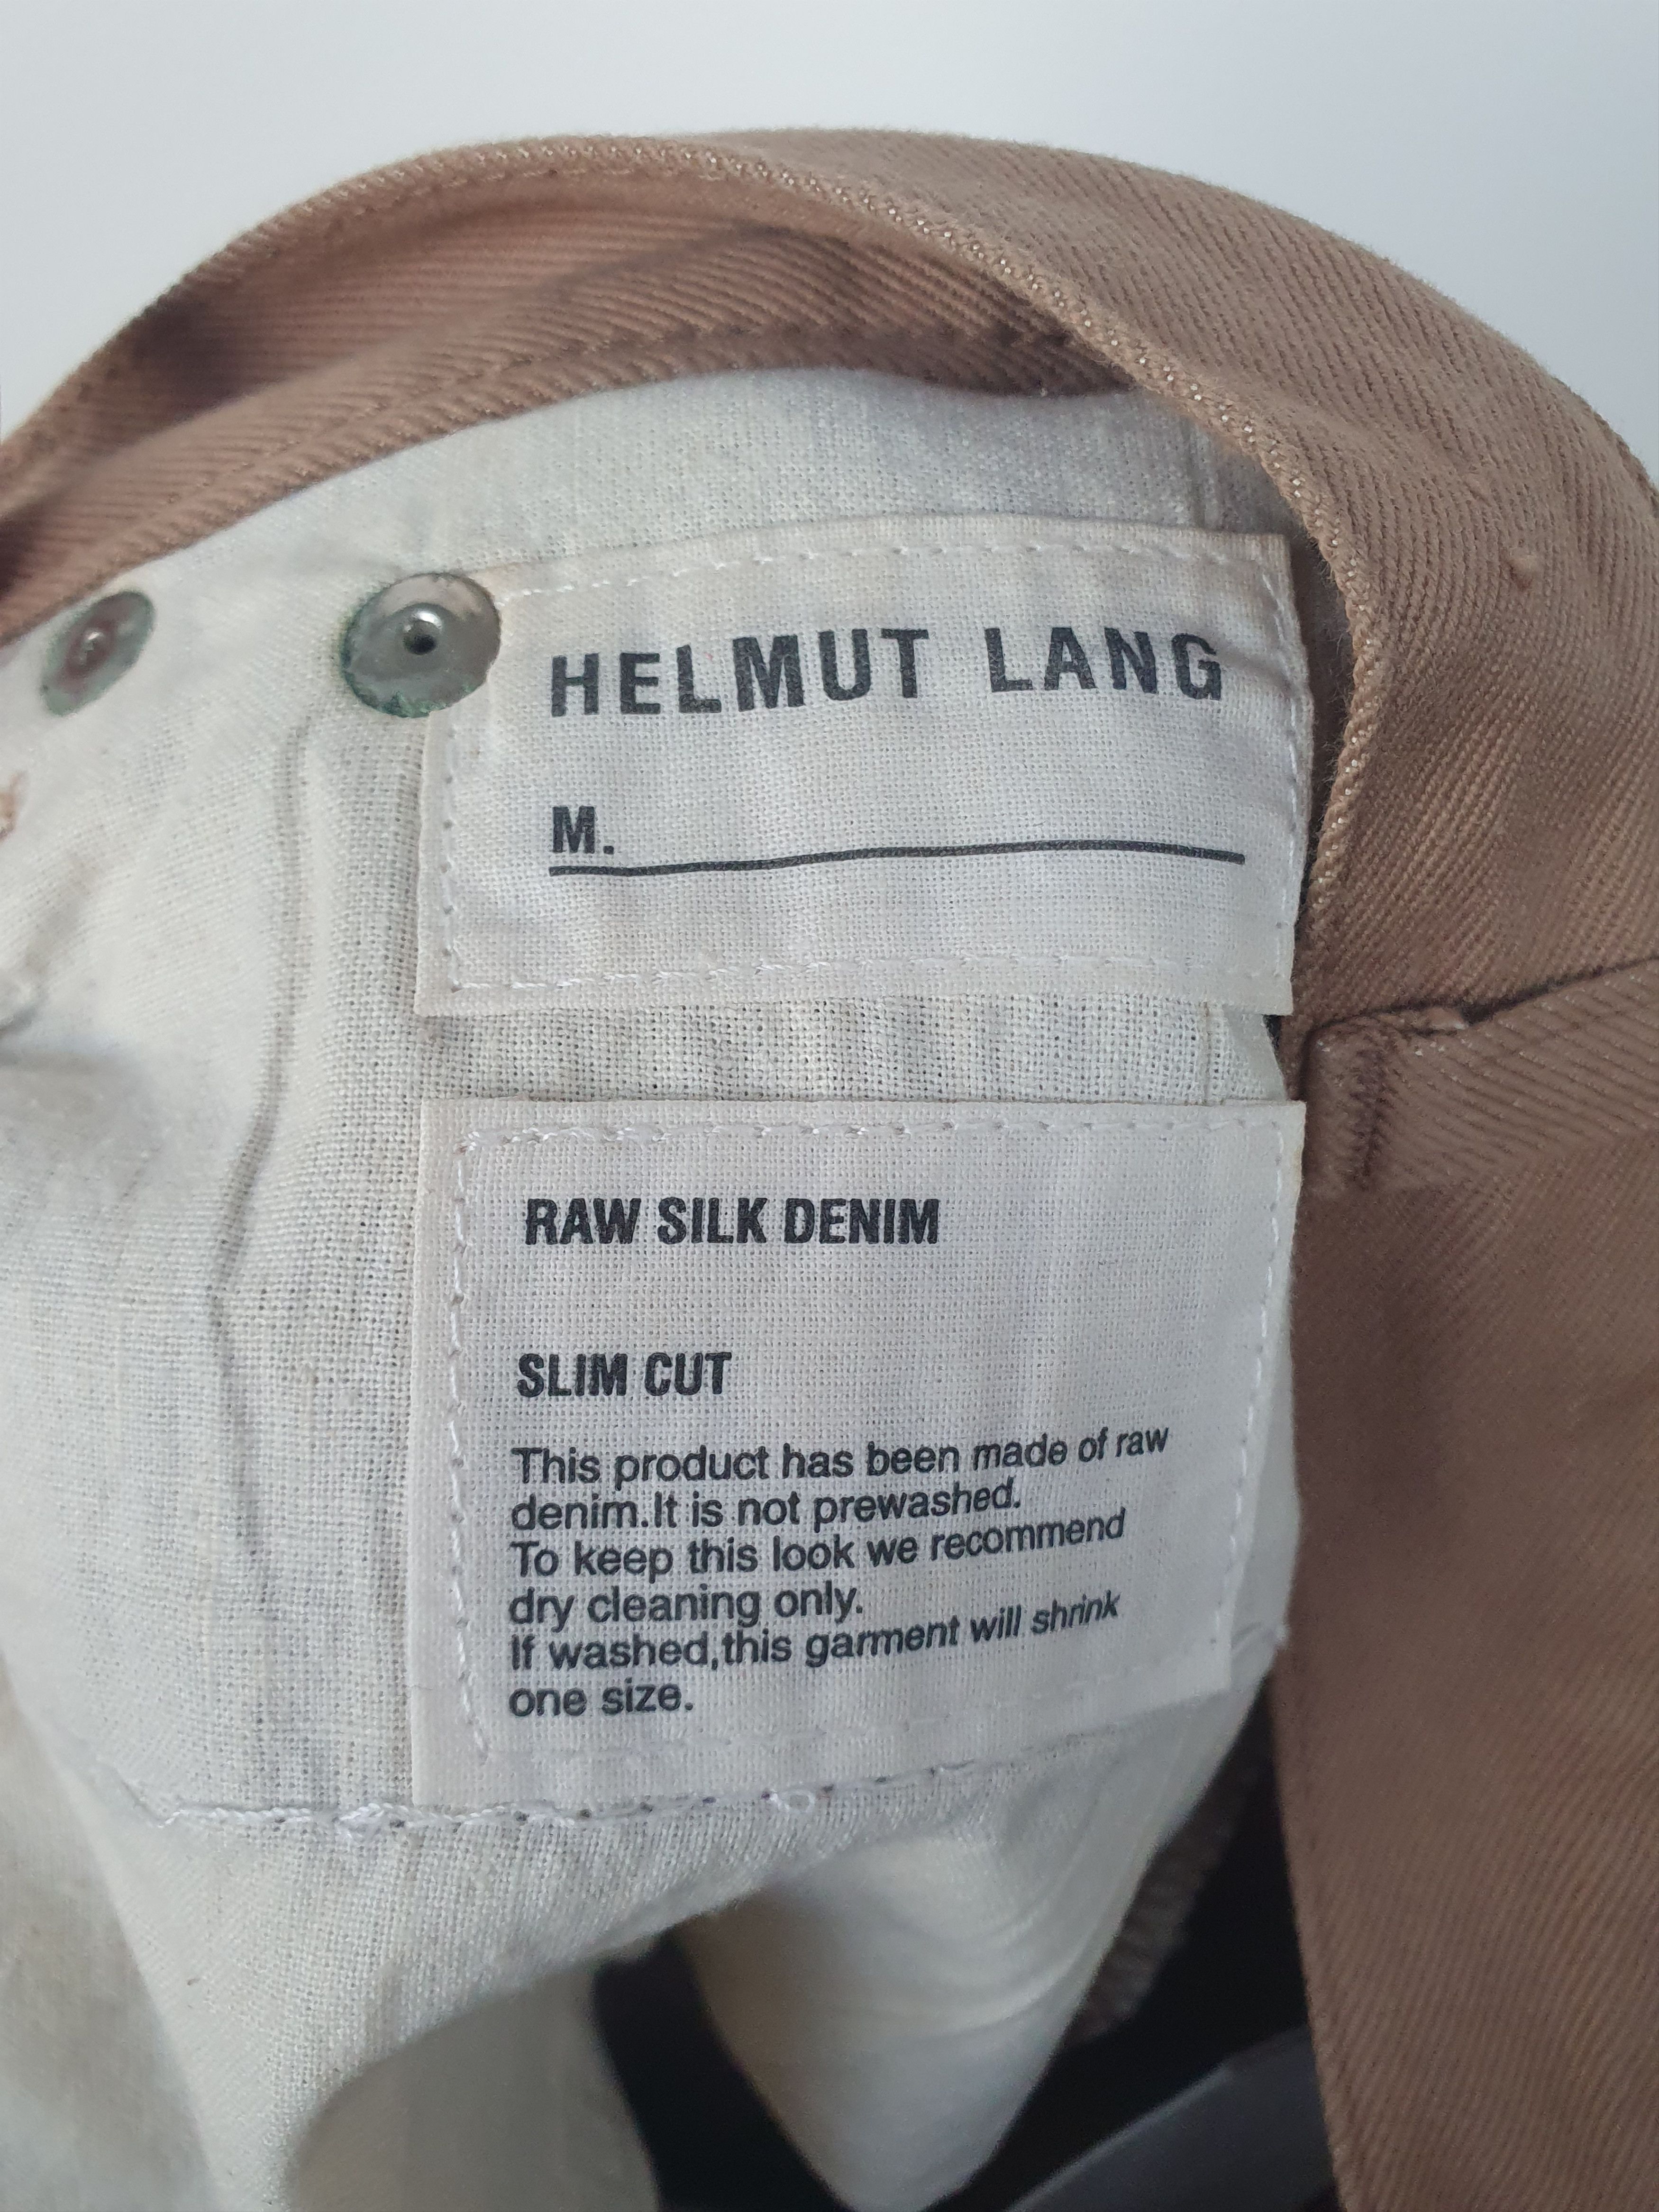 HELMUT LANG
M.
RAW SILK DENIM
SLIM CUT
This product has been made of raw
denim.It is not prewashed.
To keep this look we recommend
dry cleaning only.
If washed,this garment will shrink
one size.